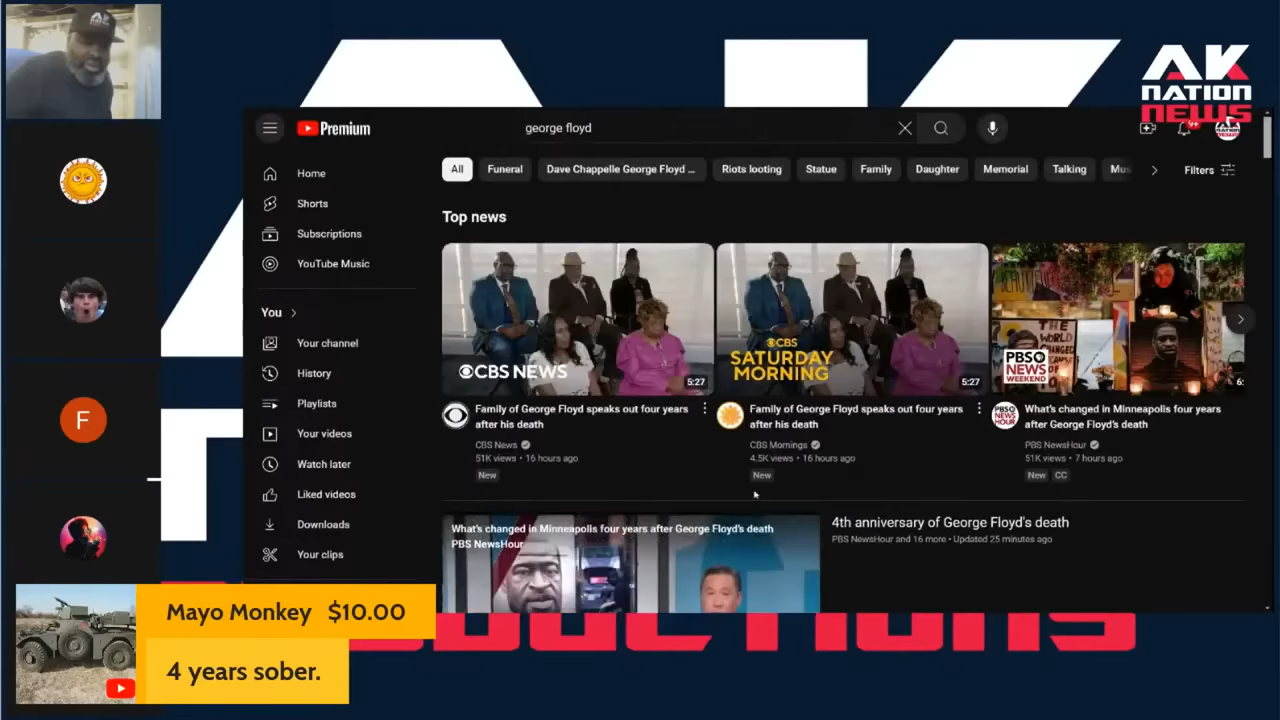 AK
NATION
NEWS
Premium
george floyd
9+
All
Funeral
Dave Chappelle George Floyd ...
Riots looting
Statue
Family
Daughter
Memorial
Talking
Filters
Home
Shorts
Subscriptions
YouTube Music
You
Your channel
History
Playlists
Your videos
Watch later
Liked videos
Downloads
Your clips
Top news
CBS NEWS
5:27
CBS
SATURDAY
MORNING
5:27
THE
WORLD
CHANGED
PBS
NEWS
WEEKEND
6:
Family of George Floyd speaks out four years
after his death
CBS News
51K views • 16 hours ago
New
Family of George Floyd speaks out four years
after his death
CBS Mornings
4.5K views • 16 hours ago
New
What's changed in Minneapolis four years
after George Floyd's death
PBS NewsHour
51K views • 7 hours ago
New CC
What's changed in Minneapolis four years after George Floyd's death
PBS NewsHour
4th anniversary of George Floyd's death
PBS NewsHour and 16 more • Updated 25 minutes ago
F
Mayo Monkey $10.00
4 years sober.